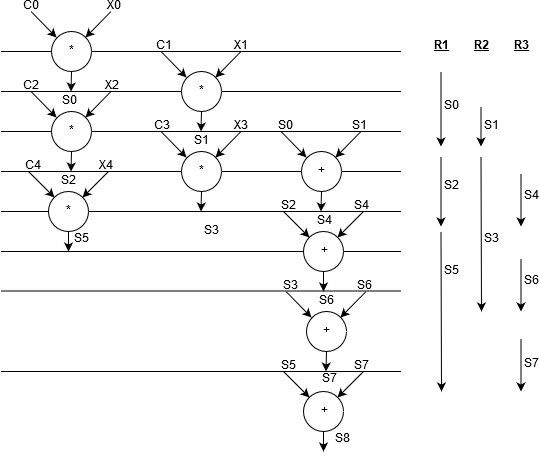 C0 X0
C1 X1 R1 R2 R3
*
C2 X2 *
S0 S0
S1
C3 X3 S0 S1
*
S1
C4 X4 * +
S2 S2
S4
* S2 S4
S4
S5 S3 S3
+
S5
S3 S6 S6
S6
+
S5 S7 S7
S7
+
S8